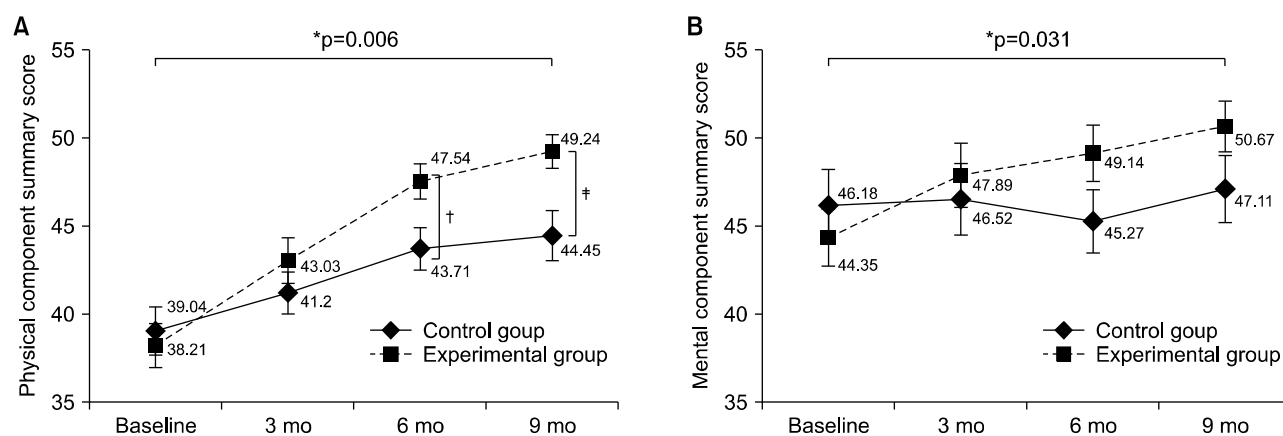 A
*p=0.006
Physical component summary score
55
50
45
40
35
39.04
38.21
43.03
41.2
47.54
43.71
49.24
44.45
†
ǂ
Control goup
Experimental group
Baseline
3 mo
6 mo
9 mo
B
*p=0.031
Mental component summary score
55
50
45
40
35
46.18
44.35
47.89
46.52
49.14
45.27
50.67
47.11
Control goup
Experimental group
Baseline
3 mo
6 mo
9 mo